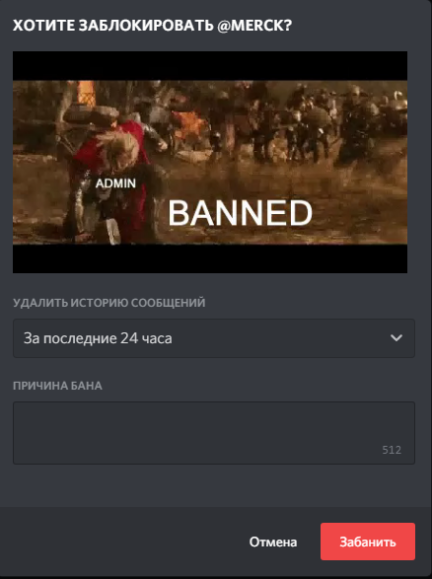 ХОТИТЕ ЗАБЛОКИРОВАТЬ @MERCK?
ADMIN
BANNED
УДАЛИТЬ ИСТОРИЮ СООБЩЕНИЙ
За последние 24 часа
ПРИЧИНА БАНА
512
Отмена Забанить